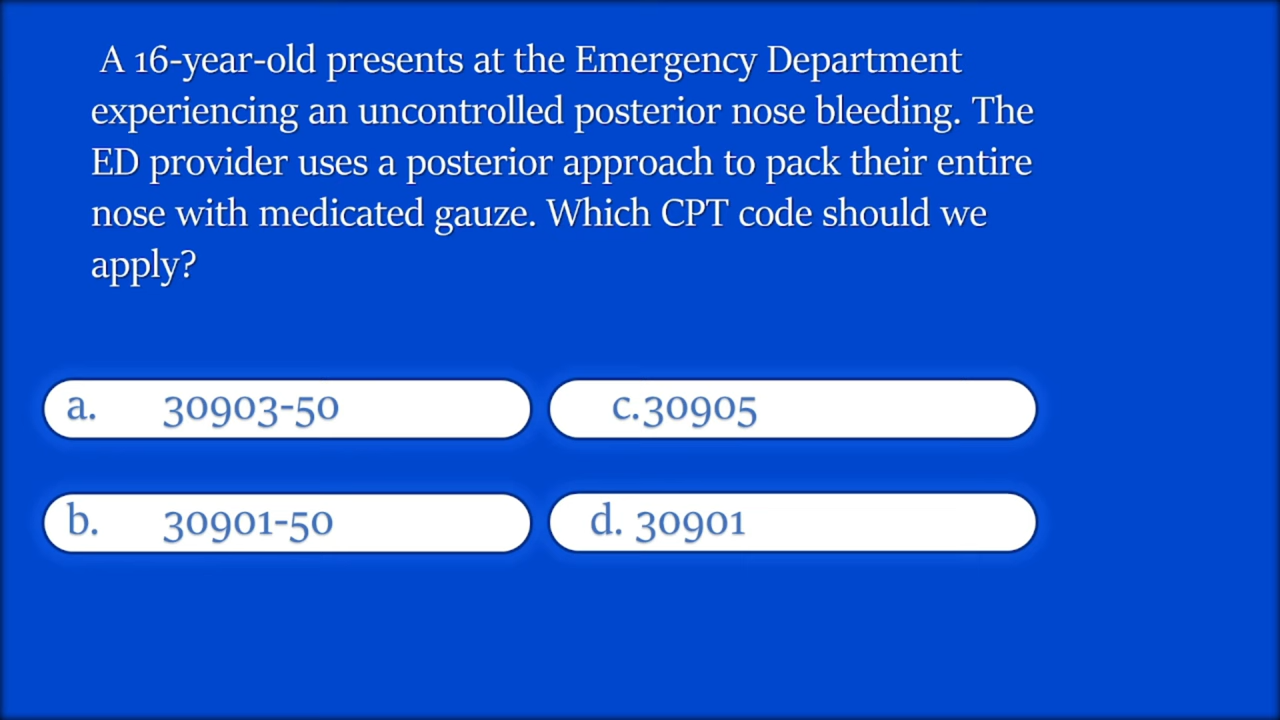 A 16-year-old presents at the Emergency Department
experiencing an uncontrolled posterior nose bleeding. The
ED provider uses a posterior approach to pack their entire
nose with medicated gauze. Which CPT code should we
apply?
a. 30903-50
c.30905
b. 30901-50
d. 30901